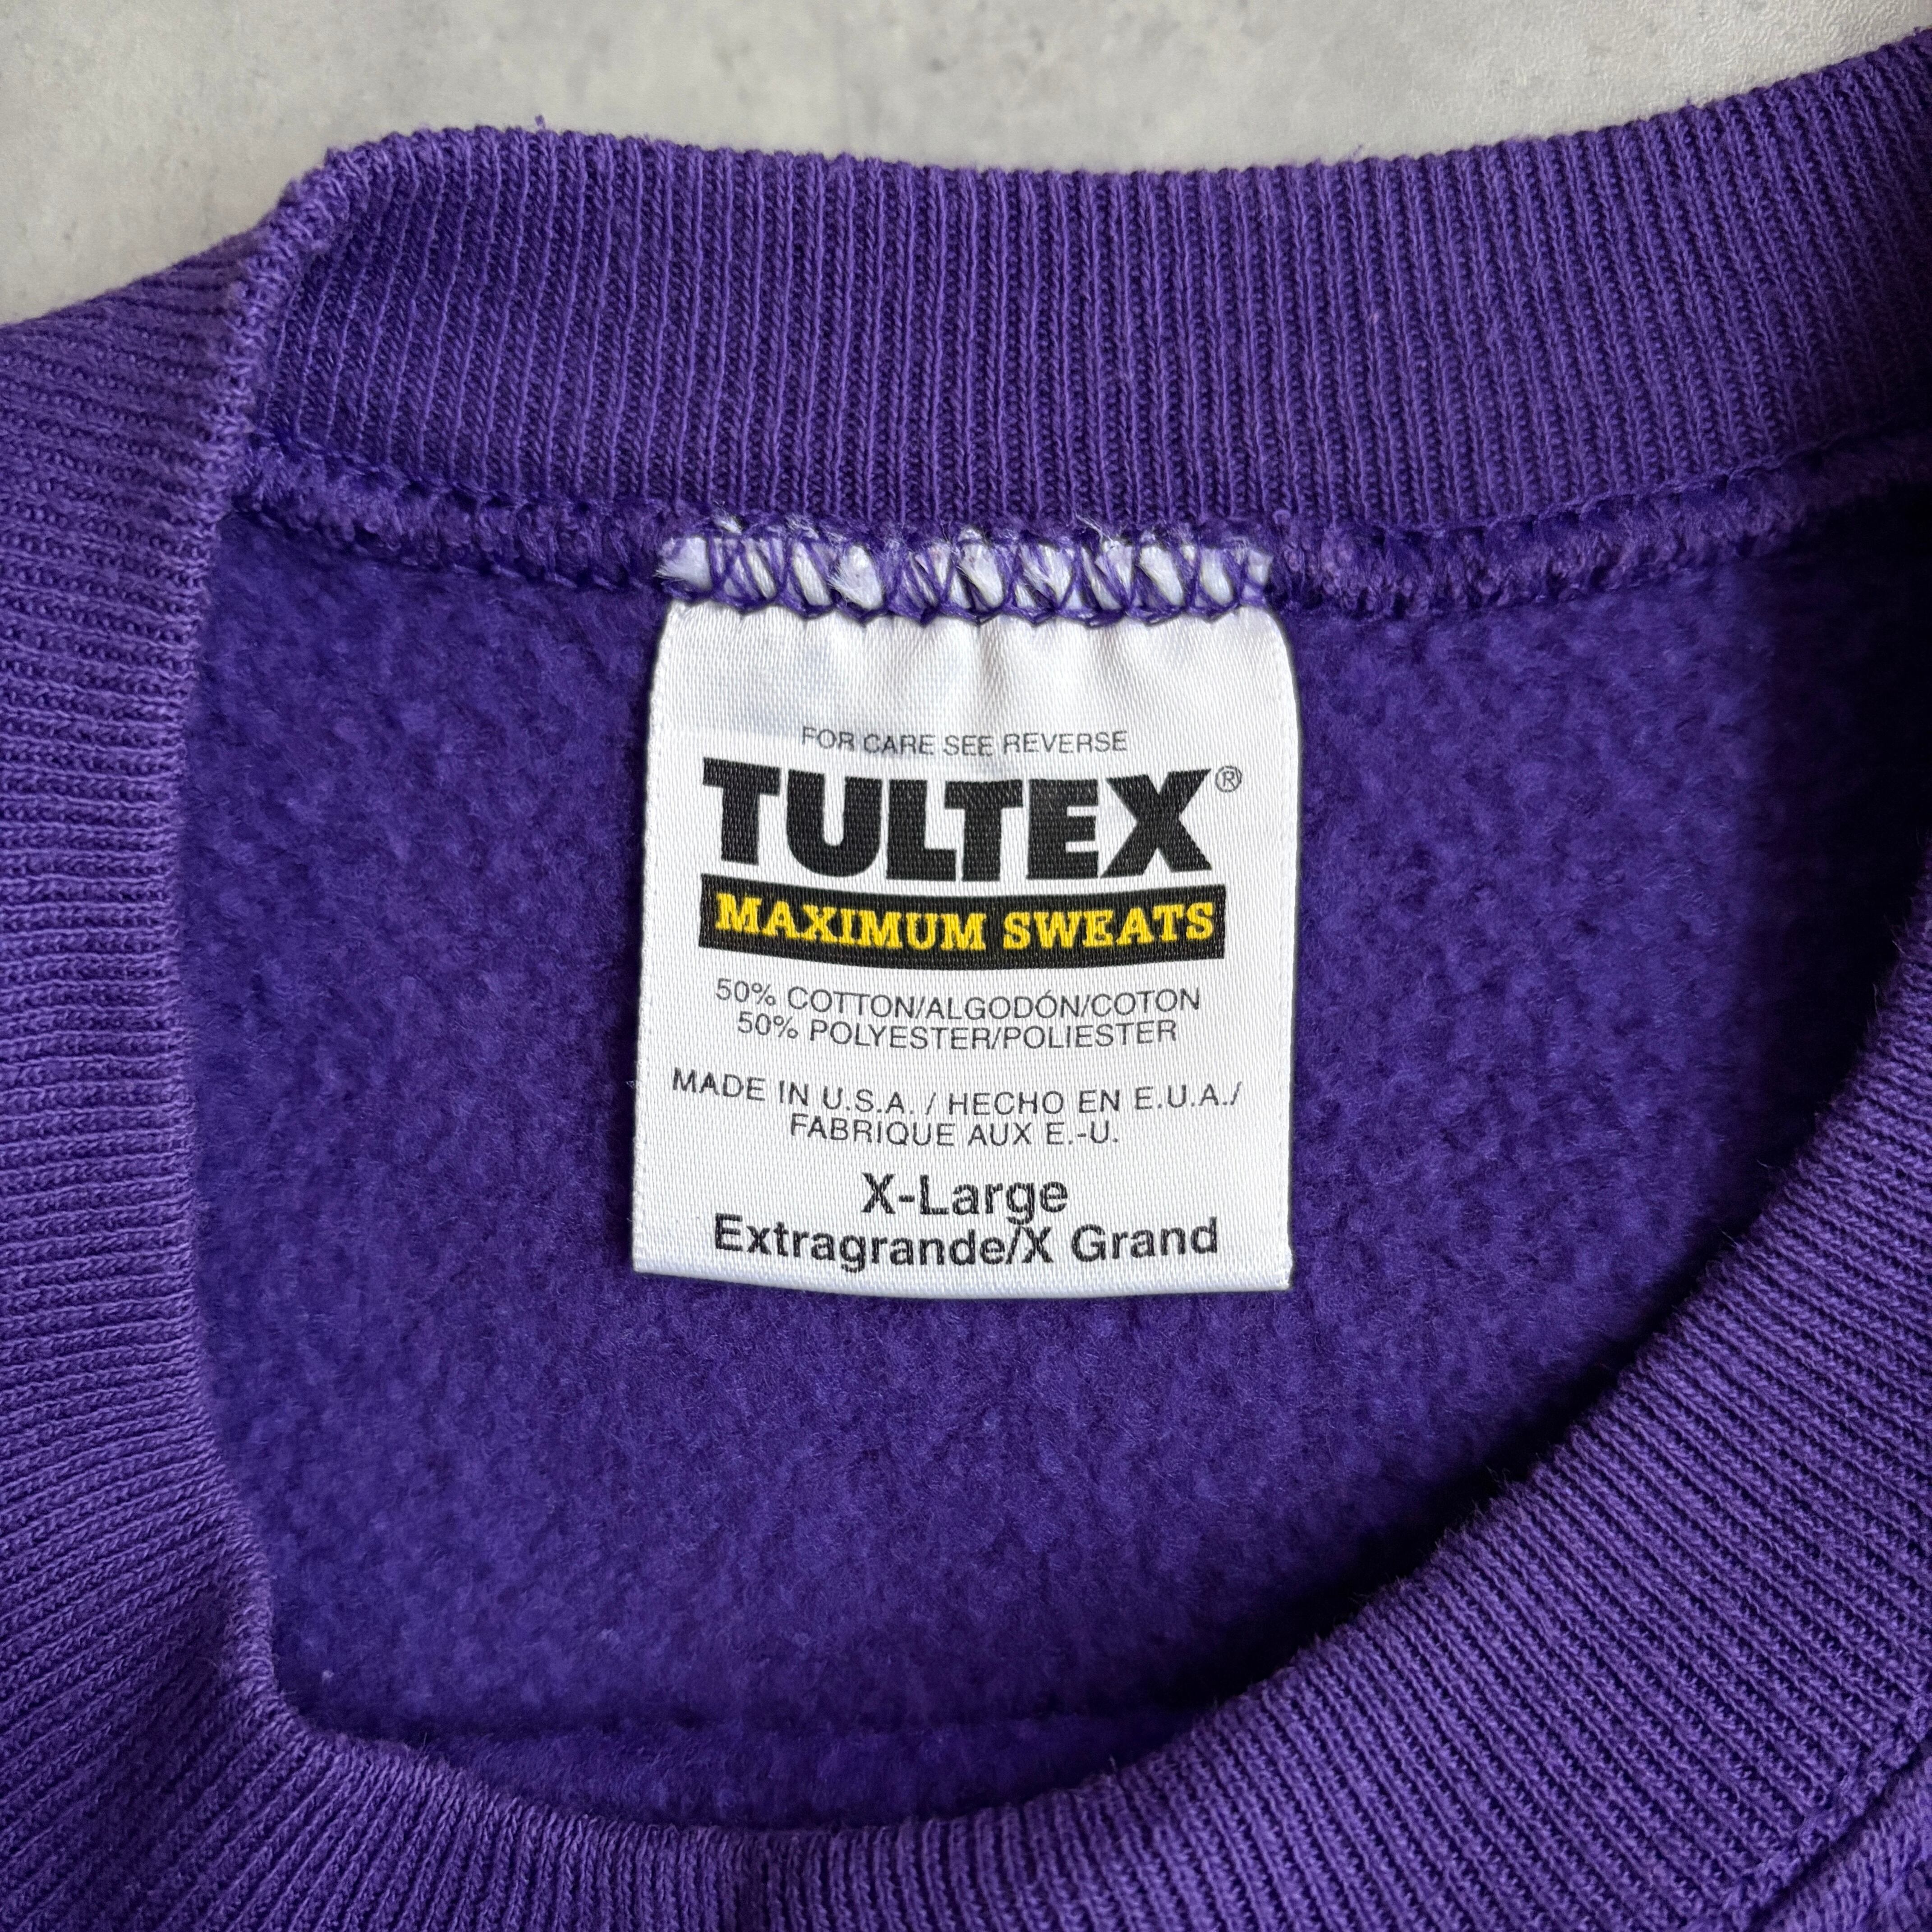 FOR CARE SEE REVERSE
TULTEX®
MAXIMUM SWEATS
50% COTTON/ALGODÓN/COTON
50% POLYESTER/POLIESTER
MADE IN U.S.A. / HECHO EN E.U.A./
FABRIQUE AUX E.-U.
X-Large
Extragrande/X Grand